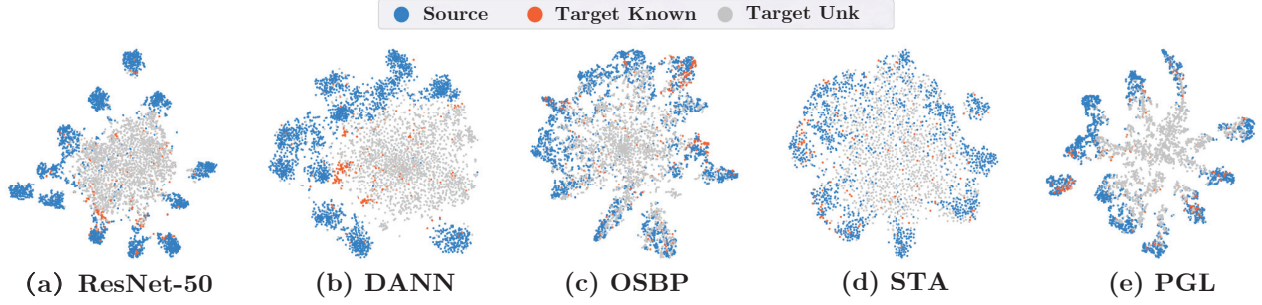 Source Target Known Target Unk
(a) ResNet-50 (b) DANN (c) OSBP (d) STA (e) PGL